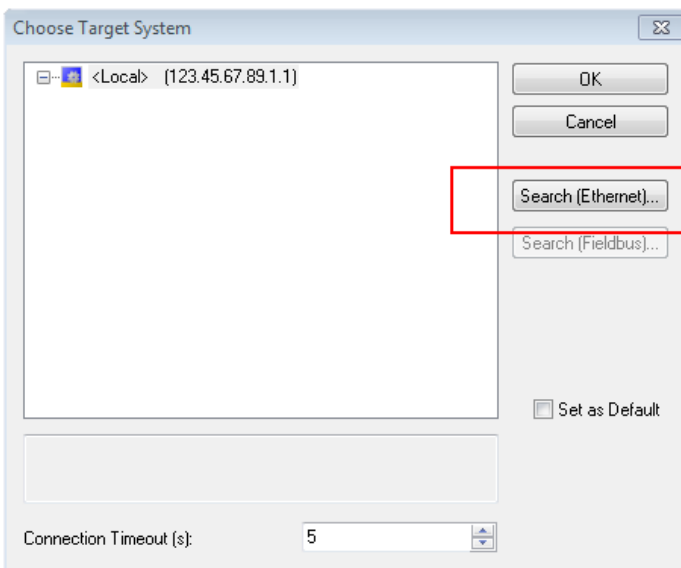 Choose Target System
<Local> (123.45.67.89.1.1)
OK
Cancel
Search (Ethernet)...
Search (Fieldbus)...
Set as Default
Connection Timeout (s):
5